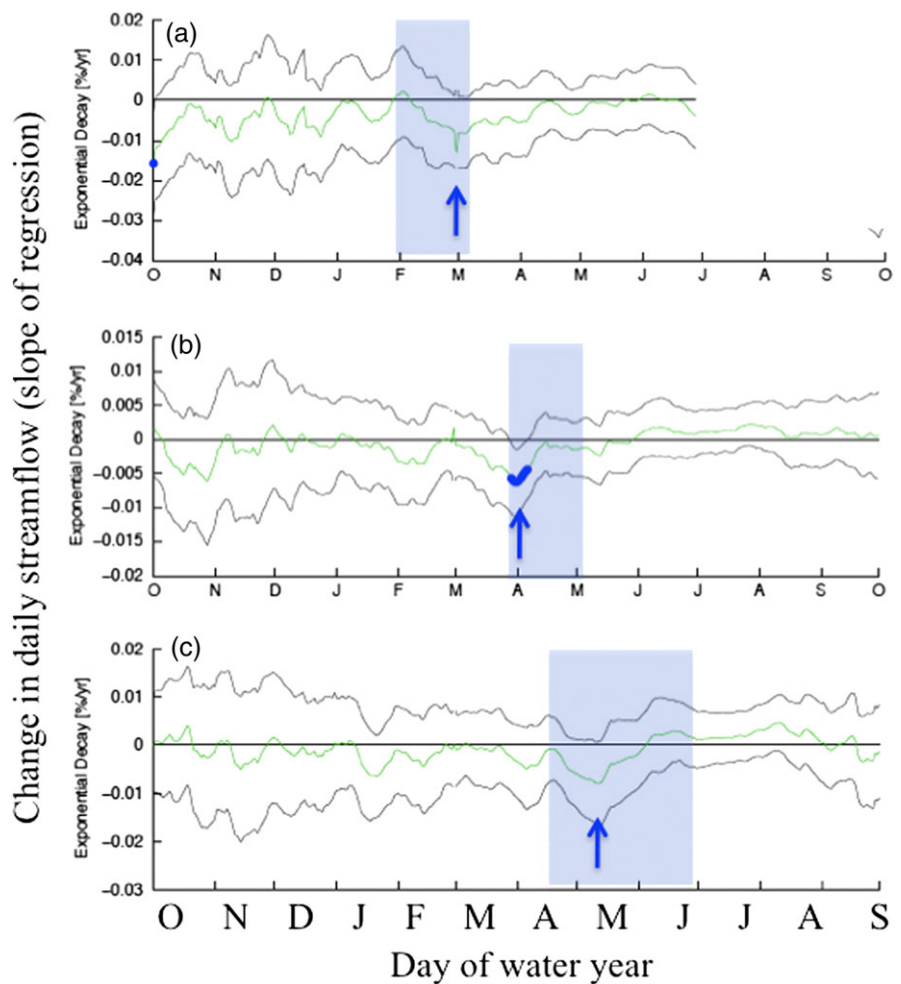 Change in daily streamflow (slope of regression)
(a)
Exponential Decay [%/yr]
0.02
0.01
0
−0.01
−0.02
−0.03
−0.04
O N D J F M A M J J A S O
(b)
Exponential Decay [%/yr]
0.015
0.01
0.005
0
−0.005
−0.01
−0.015
−0.02
O N D J F M A M J J A S O
(c)
Exponential Decay [%/yr]
0.02
0.01
0
−0.01
−0.02
−0.03
O N D J F M A M J J A S
Day of water year